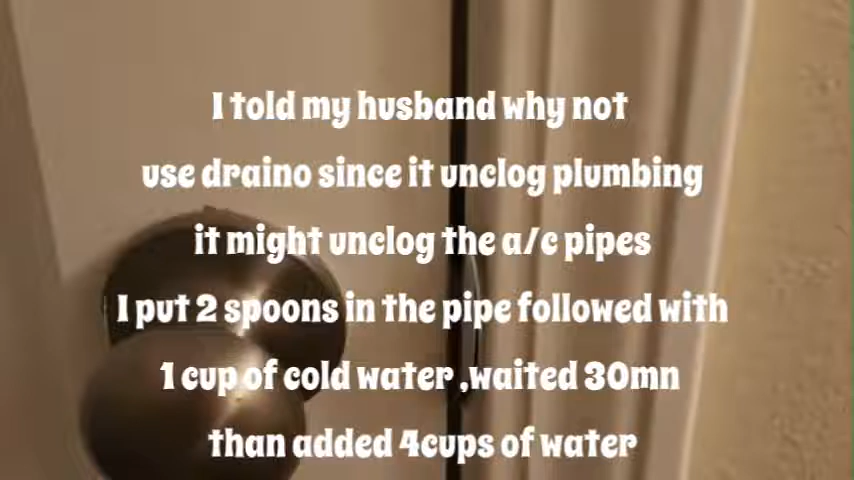 I told my husband why not
use draino since it unclog plumbing
it might unclog the a/c pipes
I put 2 spoons in the pipe followed with
1 cup of cold water ,waited 30mn
than added 4cups of water